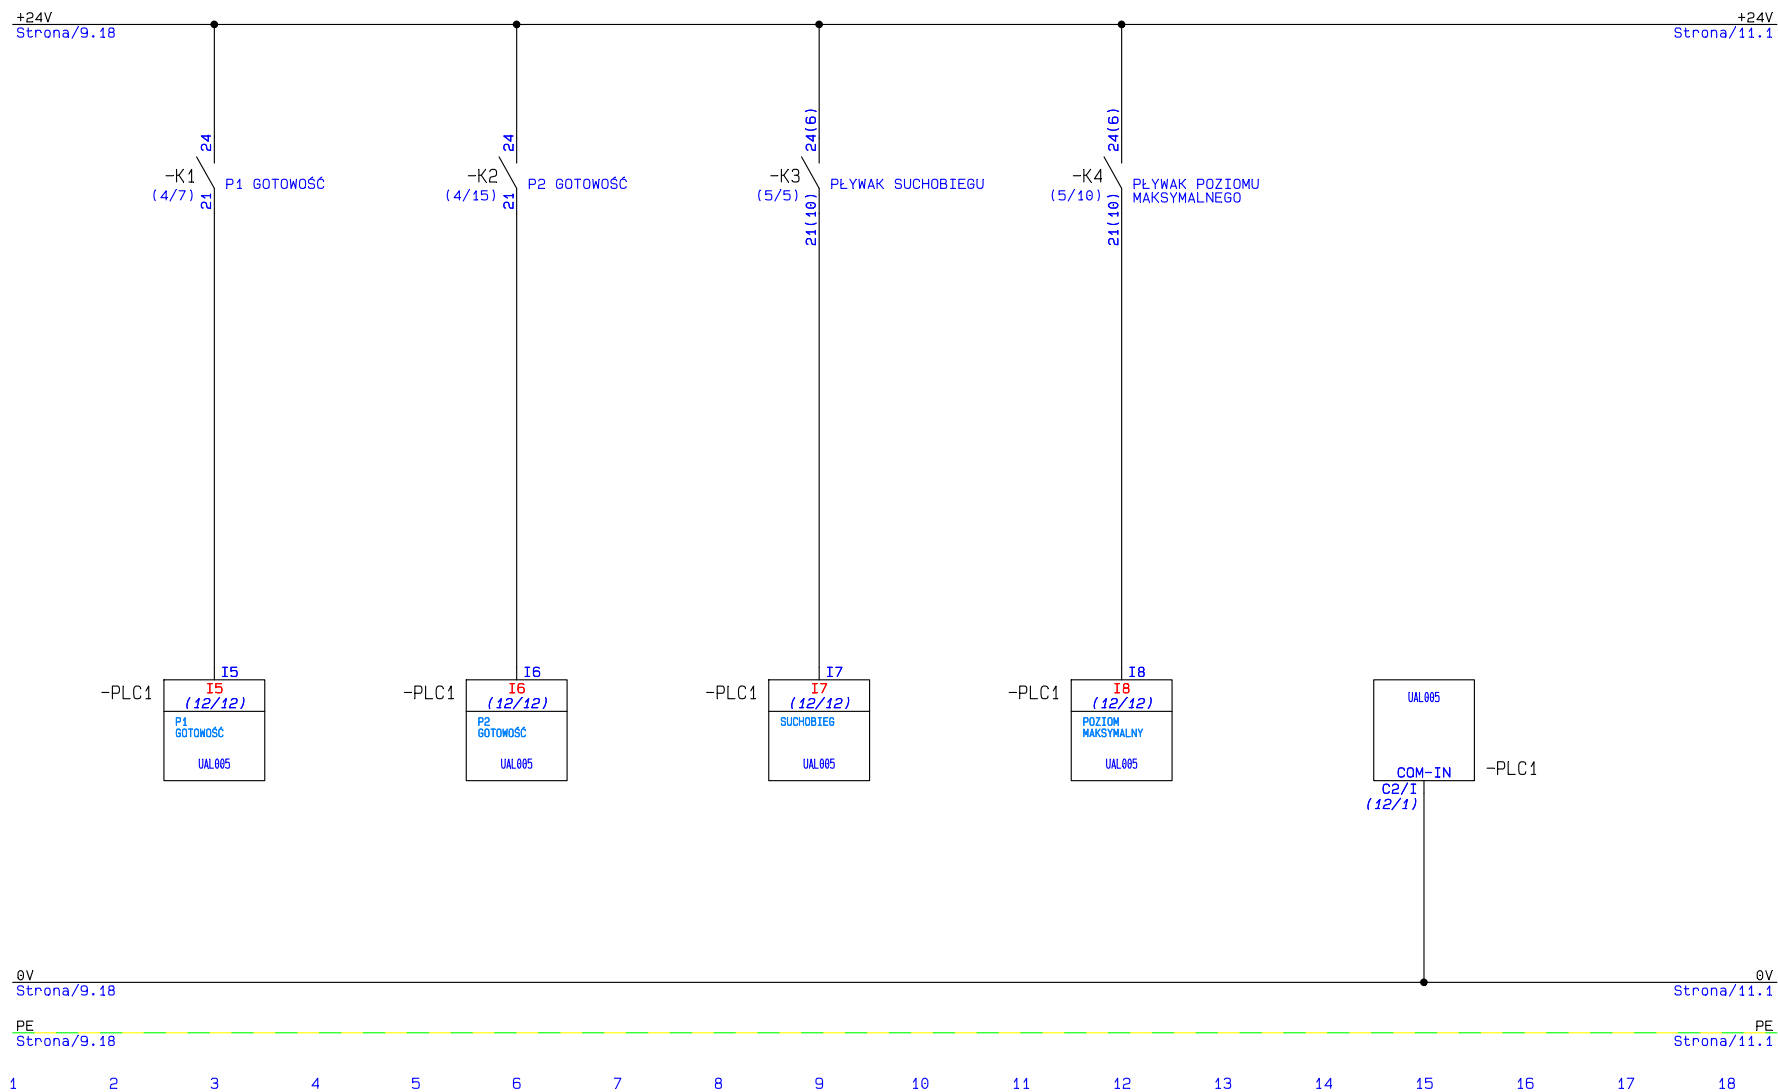 +24V
+24V
Strona/9.18
Strona/11.1
24
-K1
(4/7)
21
P1 GOTOWOŚĆ
24
-K2
(4/15)
21
P2 GOTOWOŚĆ
24(6)
-K3
(5/5)
21(10)
PŁYWAK SUCHOBIEGU
24(6)
-K4
(5/10)
21(10)
PŁYWAK POZIOMU
MAKSYMALNEGO
I5
-PLC1
I5
(12/12)
P1
GOTOWOŚĆ
UAL005
I6
-PLC1
I6
(12/12)
P2
GOTOWOŚĆ
UAL005
I7
-PLC1
I7
(12/12)
SUCHOBIEG
UAL005
I8
-PLC1
I8
(12/12)
POZIOM
MAKSYMALNY
UAL005
UAL005
COM-IN
-PLC1
C2/I
(12/1)
0V
0V
Strona/9.18
Strona/11.1
PE
PE
Strona/9.18
Strona/11.1
1 2 3 4 5 6 7 8 9 10 11 12 13 14 15 16 17 18